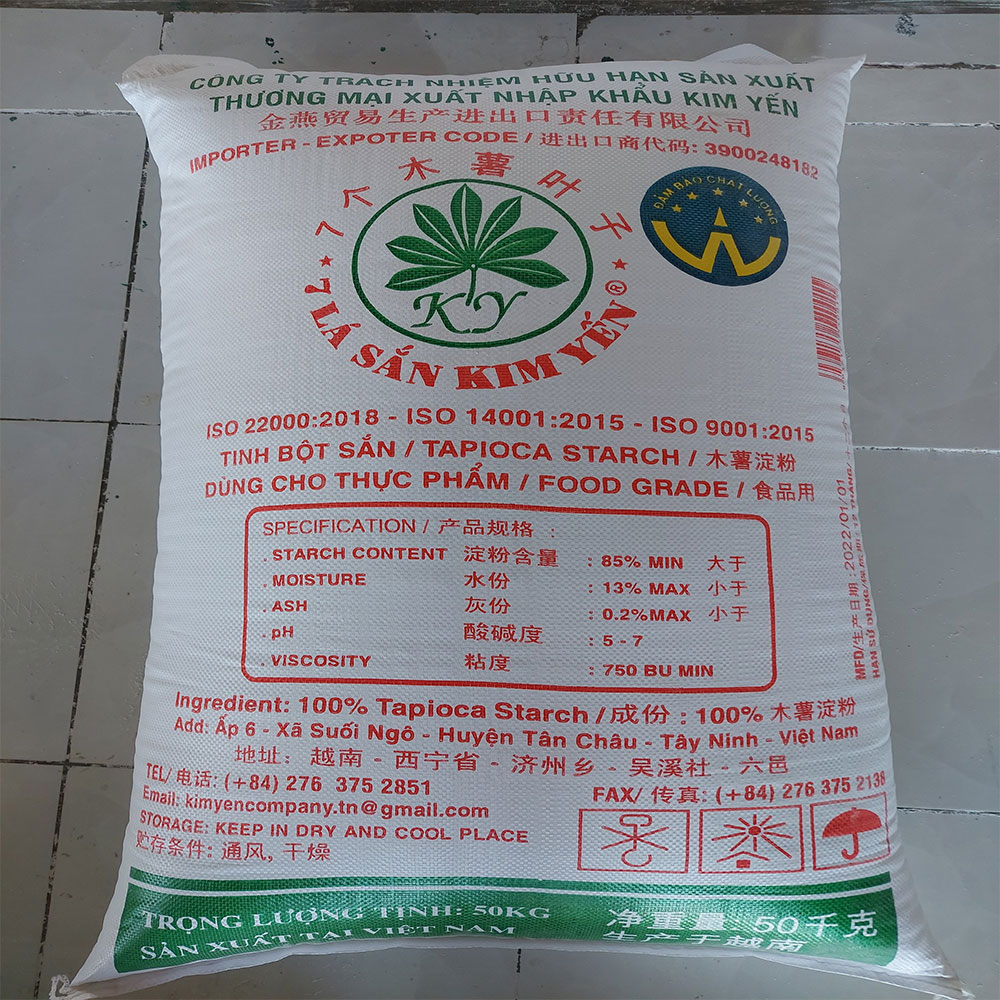 CÔNG TY TRÁCH NHIỆM HỮU HẠN SẢN XUẤT
THƯƠNG MẠI XUẤT NHẬP KHẨU KIM YẾN
金燕贸易生产进出口责任有限公司
IMPORTER - EXPOTER CODE / 进出口商代码: 3900248182
7个木薯叶子
ĐẢM BẢO CHẤT LƯỢNG
KY
★ 7 LÁ SẮN KIM YẾN® ★
ISO 22000:2018 - ISO 14001:2015 - ISO 9001:2015
TINH BỘT SẮN / TAPIOCA STARCH / 木薯淀粉
DÙNG CHO THỰC PHẨM / FOOD GRADE / 食品用
SPECIFICATION / 产品规格 :
. STARCH CONTENT 淀粉含量 : 85% MIN 大于
. MOISTURE 水份 : 13% MAX 小于
. ASH 灰份 : 0.2%MAX 小于
. pH 酸碱度 : 5 - 7
. VISCOSITY 粘度 : 750 BU MIN
MFD/生产日期 : 2022/01/01
HẠN SỬ DỤNG/ : 12 THÁNG/
Ingredient: 100% Tapioca Starch / 成份 : 100% 木薯淀粉
Add: Ấp 6 - Xã Suối Ngô - Huyện Tân Châu - Tây Ninh - Việt Nam
地址: 越南 - 西宁省 - 济州乡 - 吴溪社 - 六邑
TEL/ 电话: (+84) 276 375 2851
FAX/ 传真: (+84) 276 375 2138
Email: kimyencompany.tn@gmail.com
STORAGE: KEEP IN DRY AND COOL PLACE
贮存条件: 通风, 干燥
TRỌNG LƯỢNG TỊNH: 50KG
净重量 50千克
SẢN XUẤT TẠI VIỆT NAM
生产于越南